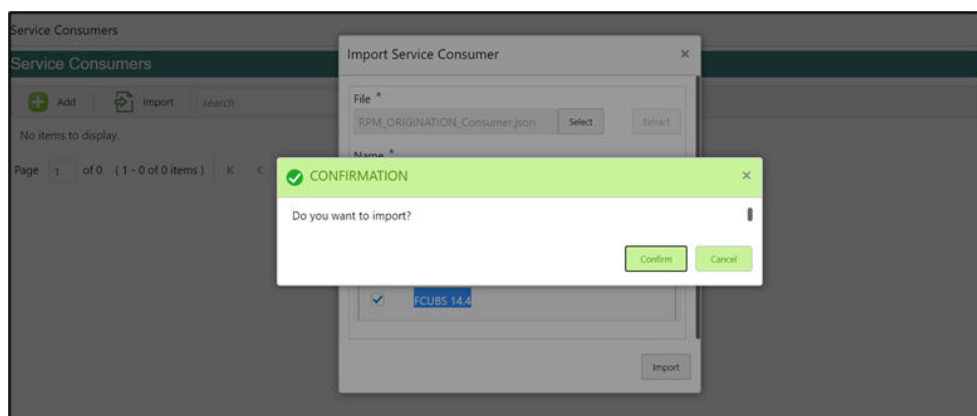 Service Consumers
Service Consumers
Add Import search
No items to display.
Page 1 of 0 (1 - 0 of 0 items)
Import Service Consumer
File *
RPM_ORIGINATION_Consumer.json Select Extract
Name *
CONFIRMATION
Do you want to import?
Confirm Cancel
FCUBS 14.4
Import